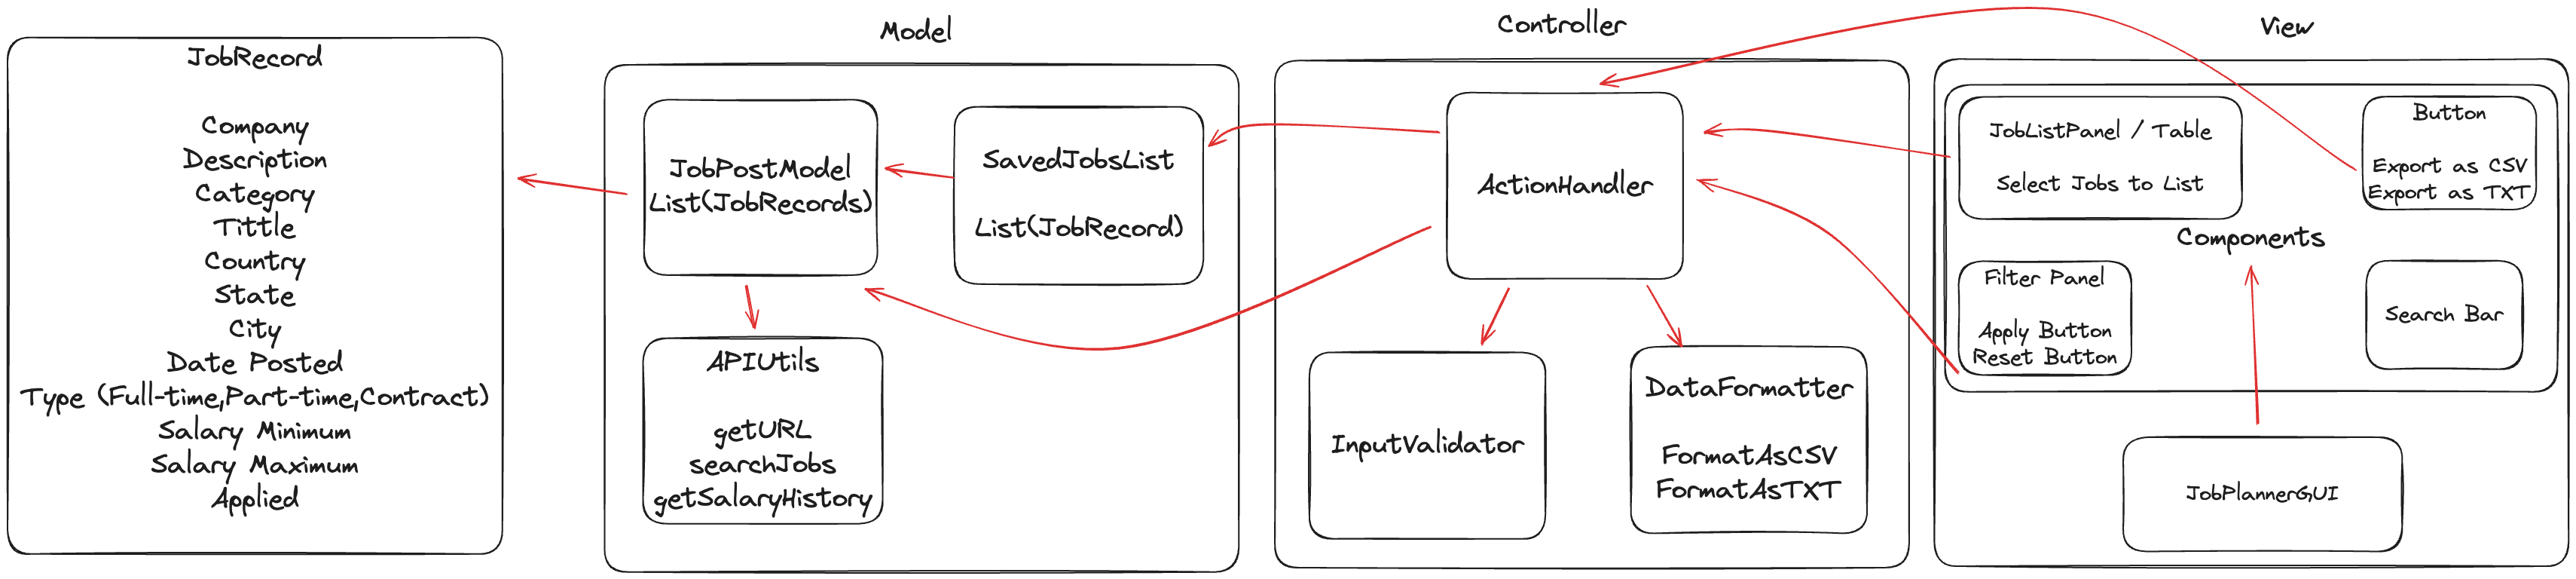 JobRecord
Company
Description
Category
Tittle
Country
State
City
Date Posted
Type (Full-time,Part-time,Contract)
Salary Minimum
Salary Maximum
Applied
Model
JobPostModel
List(JobRecords)
SavedJobsList
List(JobRecord)
APIUtils
getURL
searchJobs
getSalaryHistory
Controller
ActionHandler
InputValidator
DataFormatter
FormatAsCSV
FormatAsTXT
View
JobListPanel / Table
Select Jobs to List
Button
Export as CSV
Export as TXT
Components
Filter Panel
Apply Button
Reset Button
Search Bar
JobPlannerGUI